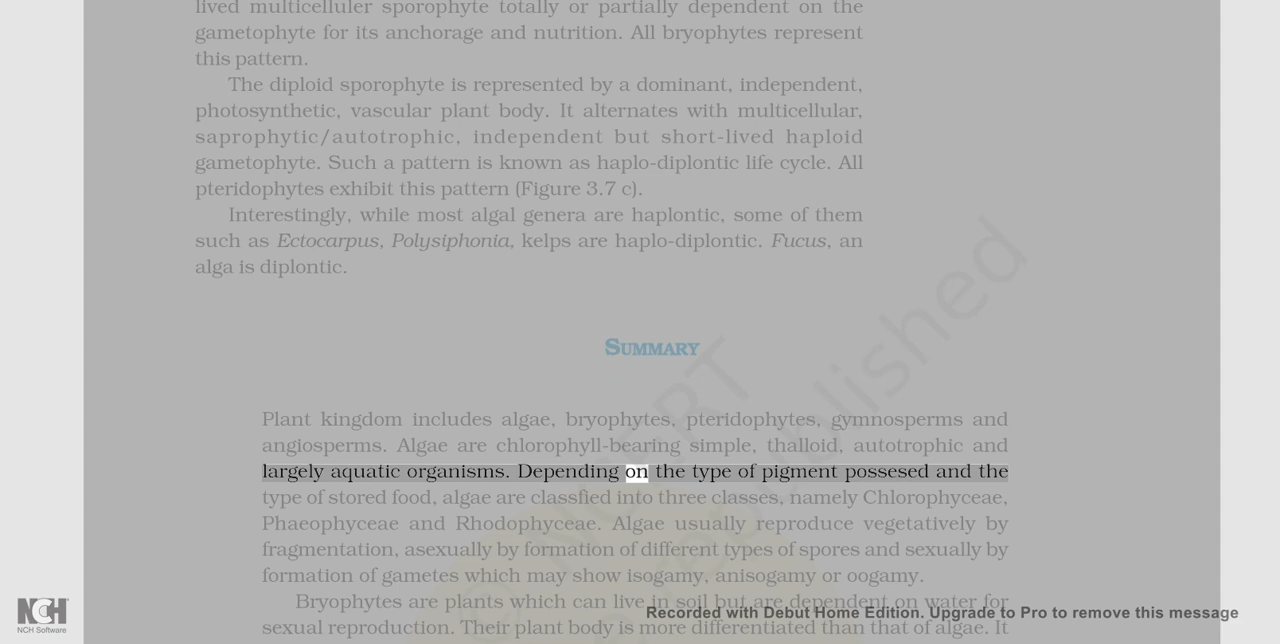 lived multicelluler sporophyte totally or partially dependent on the
gametophyte for its anchorage and nutrition. All bryophytes represent
this pattern.
The diploid sporophyte is represented by a dominant, independent,
photosynthetic, vascular plant body. It alternates with multicellular,
saprophytic/autotrophic, independent but short-lived haploid
gametophyte. Such a pattern is known as haplo-diplontic life cycle. All
pteridophytes exhibit this pattern (Figure 3.7 c).
Interestingly, while most algal genera are haplontic, some of them
such as Ectocarpus, Polysiphonia, kelps are haplo-diplontic. Fucus, an
alga is diplontic.
SUMMARY
Plant kingdom includes algae, bryophytes, pteridophytes, gymnosperms and
angiosperms. Algae are chlorophyll-bearing simple, thalloid, autotrophic and
largely aquatic organisms. Depending on the type of pigment possesed and the
type of stored food, algae are classfied into three classes, namely Chlorophyceae,
Phaeophyceae and Rhodophyceae. Algae usually reproduce vegetatively by
fragmentation, asexually by formation of different types of spores and sexually by
formation of gametes which may show isogamy, anisogamy or oogamy.
Bryophytes are plants which can live in soil but are dependent on water for
sexual reproduction. Their plant body is more differentiated than that of algae. It
NCH
NCH Software
Recorded with Debut Home Edition. Upgrade to Pro to remove this message